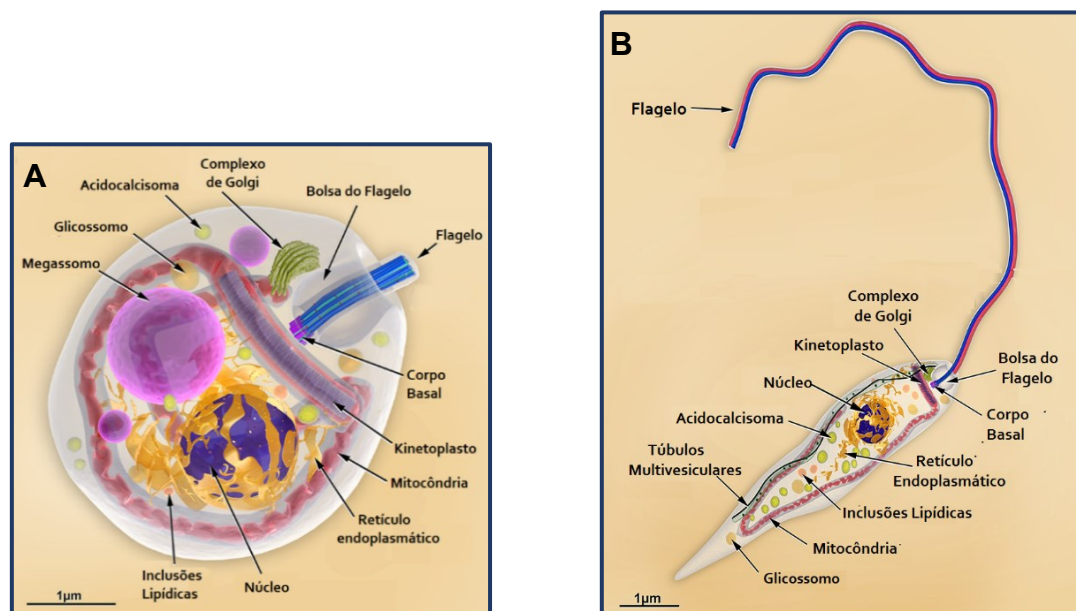 A
Complexo
de Golgi
Acidocalcisoma
Bolsa do Flagelo
Glicossomo
Flagelo
Megassomo
Corpo
Basal
Kinetoplasto
Mitocôndria
Retículo
endoplasmático
Inclusões
Lipídicas
Núcleo
1µm
B
Flagelo
Complexo
de Golgi
Kinetoplasto
Bolsa do
Flagelo
Núcleo
Corpo
Basal
Acidocalcisoma
Túbulos
Multivesiculares
Retículo
Endoplasmático
Inclusões Lipídicas
Mitocôndria
Glicossomo
1µm